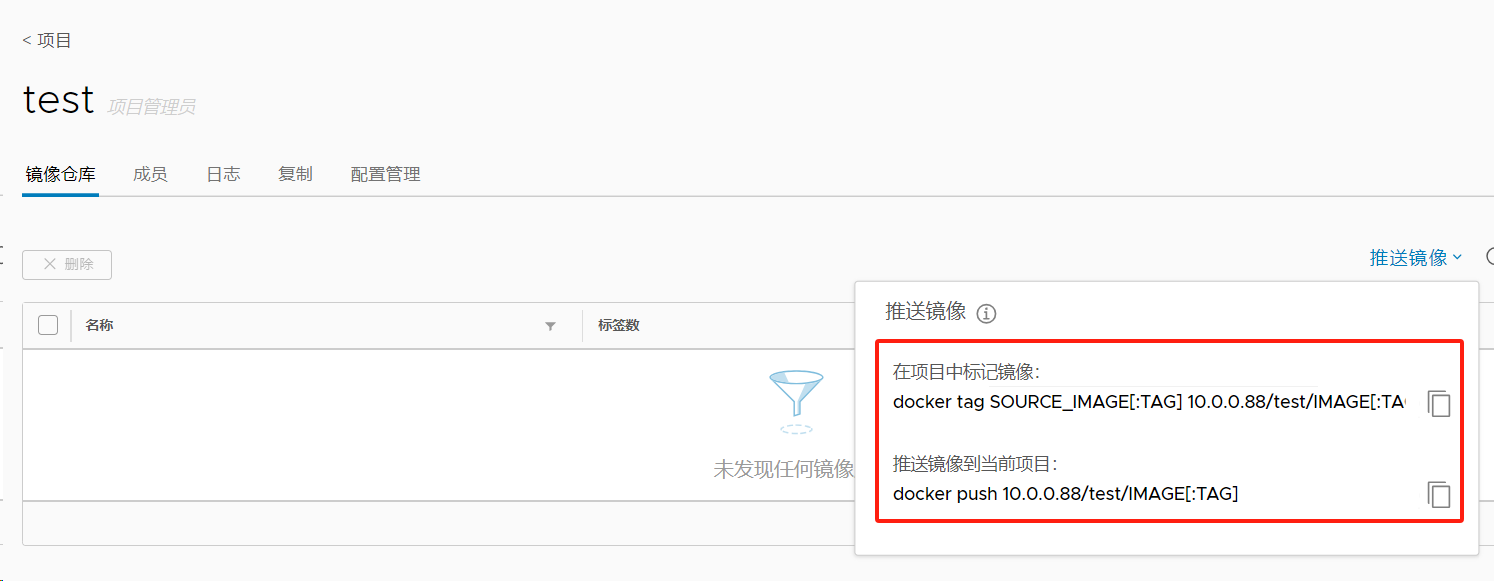 < 项目
test 项目管理员
镜像仓库 成员 日志 复制 配置管理
删除
推送镜像
名称 标签数
未发现任何镜像
推送镜像
在项目中标记镜像：
docker tag SOURCE_IMAGE[:TAG] 10.0.0.88/test/IMAGE[:TA
推送镜像到当前项目：
docker push 10.0.0.88/test/IMAGE[:TAG]